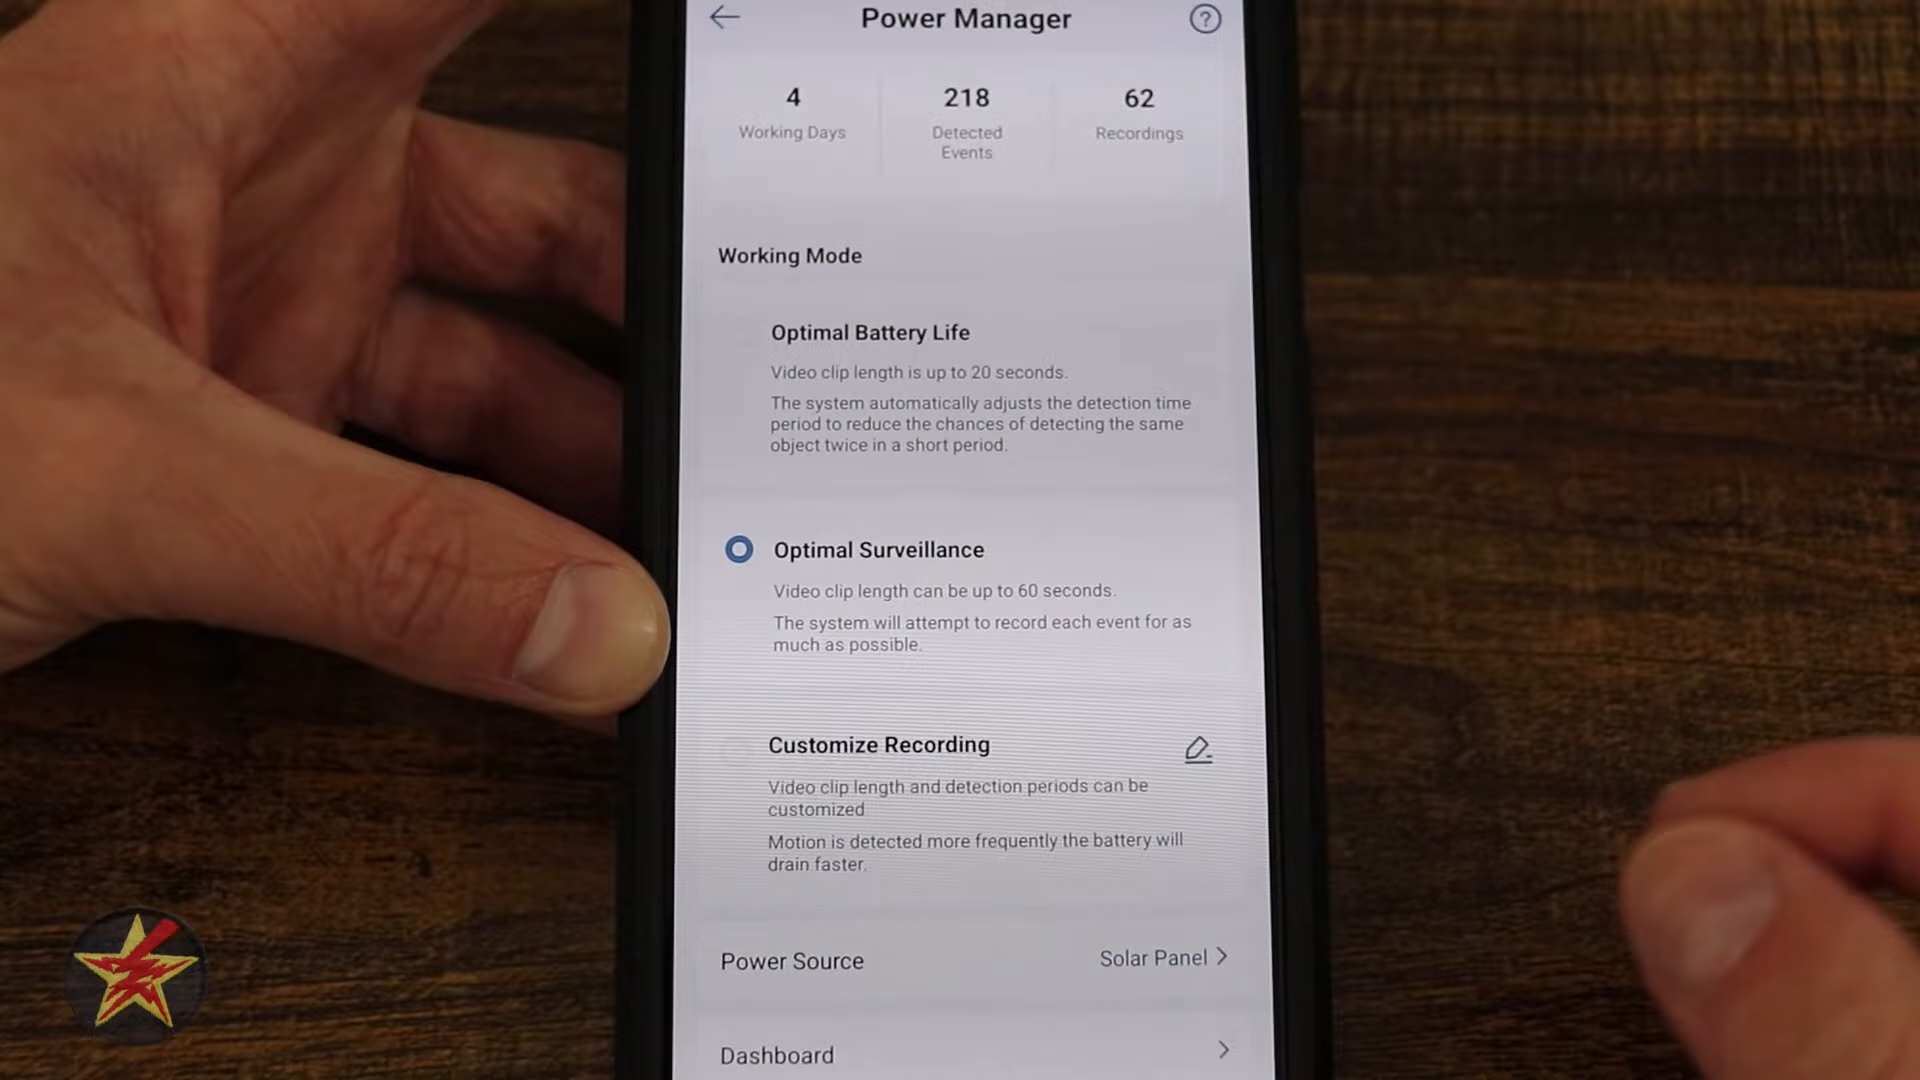 Power Manager
4
Working Days
218
Detected
Events
62
Recordings
Working Mode
Optimal Battery Life
Video clip length is up to 20 seconds.
The system automatically adjusts the detection time
period to reduce the chances of detecting the same
object twice in a short period.
Optimal Surveillance
Video clip length can be up to 60 seconds.
The system will attempt to record each event for as
much as possible.
Customize Recording
Video clip length and detection periods can be
customized
Motion is detected more frequently the battery will
drain faster.
Power Source
Solar Panel
Dashboard